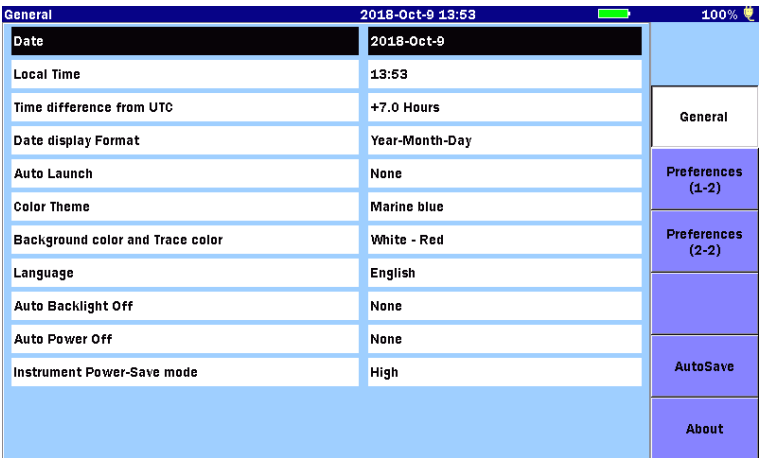 General 2018-Oct-9 13:53 100%
Date 2018-Oct-9
Local Time 13:53
Time difference from UTC +7.0 Hours
Date display Format Year-Month-Day
Auto Launch None
Color Theme Marine blue
Background color and Trace color White - Red
Language English
Auto Backlight Off None
Auto Power Off None
Instrument Power-Save mode High
General
Preferences
(1-2)
Preferences
(2-2)
AutoSave
About